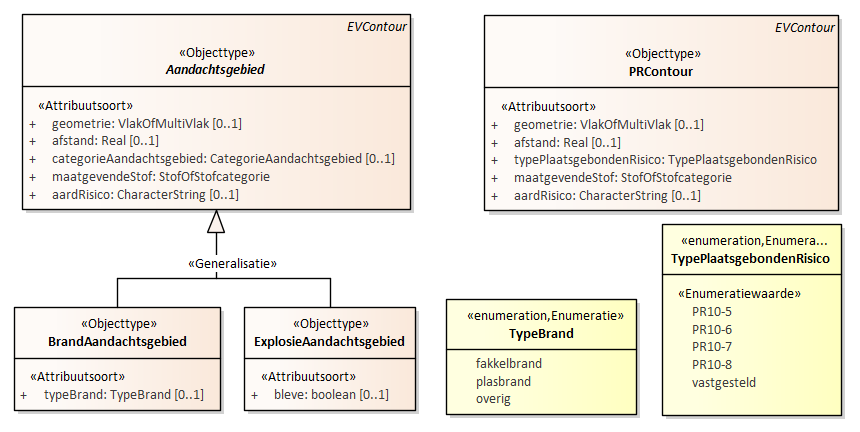 EVContour
«Objecttype»
Aandachtsgebied
«Attribuutsoort»
+ geometrie: VlakOfMultiVlak [0..1]
+ afstand: Real [0..1]
+ categorieAandachtsgebied: CategorieAandachtsgebied [0..1]
+ maatgevendeStof: StofOfStofcategorie
+ aardRisico: CharacterString [0..1]
EVContour
«Objecttype»
PRContour
«Attribuutsoort»
+ geometrie: VlakOfMultiVlak [0..1]
+ afstand: Real [0..1]
+ typePlaatsgebondenRisico: TypePlaatsgebondenRisico
+ maatgevendeStof: StofOfStofcategorie
+ aardRisico: CharacterString [0..1]
«Generalisatie»
«Objecttype»
BrandAandachtsgebied
«Attribuutsoort»
+ typeBrand: TypeBrand [0..1]
«Objecttype»
ExplosieAandachtsgebied
«Attribuutsoort»
+ bleve: boolean [0..1]
«enumeration,Enumeratie»
TypeBrand
fakkelbrand
plasbrand
overig
«enumeration,Enumera...
TypePlaatsgebondenRisico
«Enumeratiewaarde»
PR10-5
PR10-6
PR10-7
PR10-8
vastgesteld